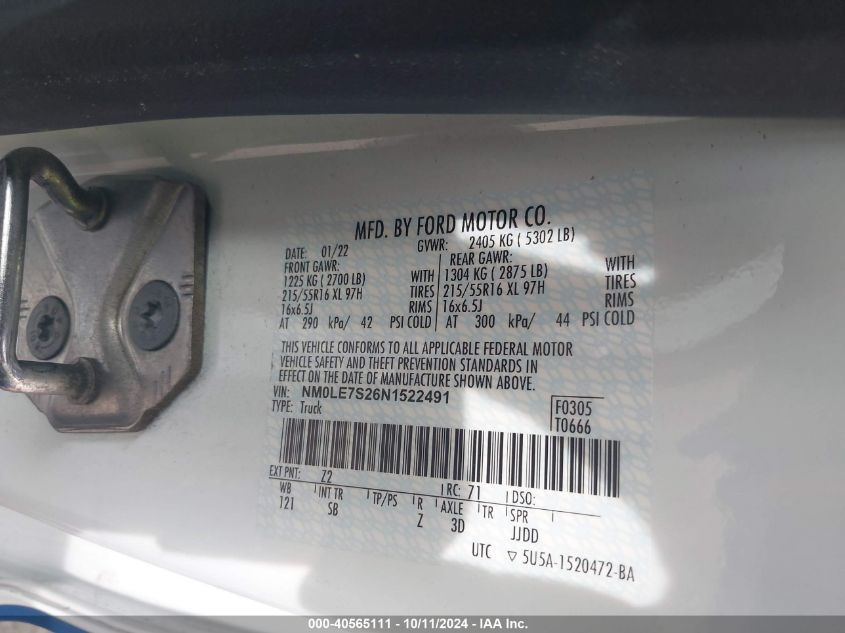 MFD. BY FORD MOTOR CO.
DATE: 01/22 GVWR: 2405 KG ( 5302 LB)
FRONT GAWR: REAR GAWR:
1225 KG ( 2700 LB) WITH 1304 KG ( 2875 LB) WITH
215/55R16 XL 97H TIRES 215/55R16 XL 97H TIRES
16x6.5J RIMS 16x6.5J RIMS
AT 290 kPa/ 42 PSI COLD AT 300 kPa/ 44 PSI COLD
THIS VEHICLE CONFORMS TO ALL APPLICABLE FEDERAL MOTOR
VEHICLE SAFETY AND THEFT PREVENTION STANDARDS IN
EFFECT ON THE DATE OF MANUFACTURE SHOWN ABOVE.
VIN: NM0LE7S26N1522491 F0305
TYPE: Truck T0666
EXT PNT: Z2 RC: 71 DSO:
WB INT TR TP/PS R AXLE TR SPR
121 SB Z 3D JJDD
UTC ▽ 5U5A-1520472-BA
000-40565111 - 10/11/2024 - IAA Inc.